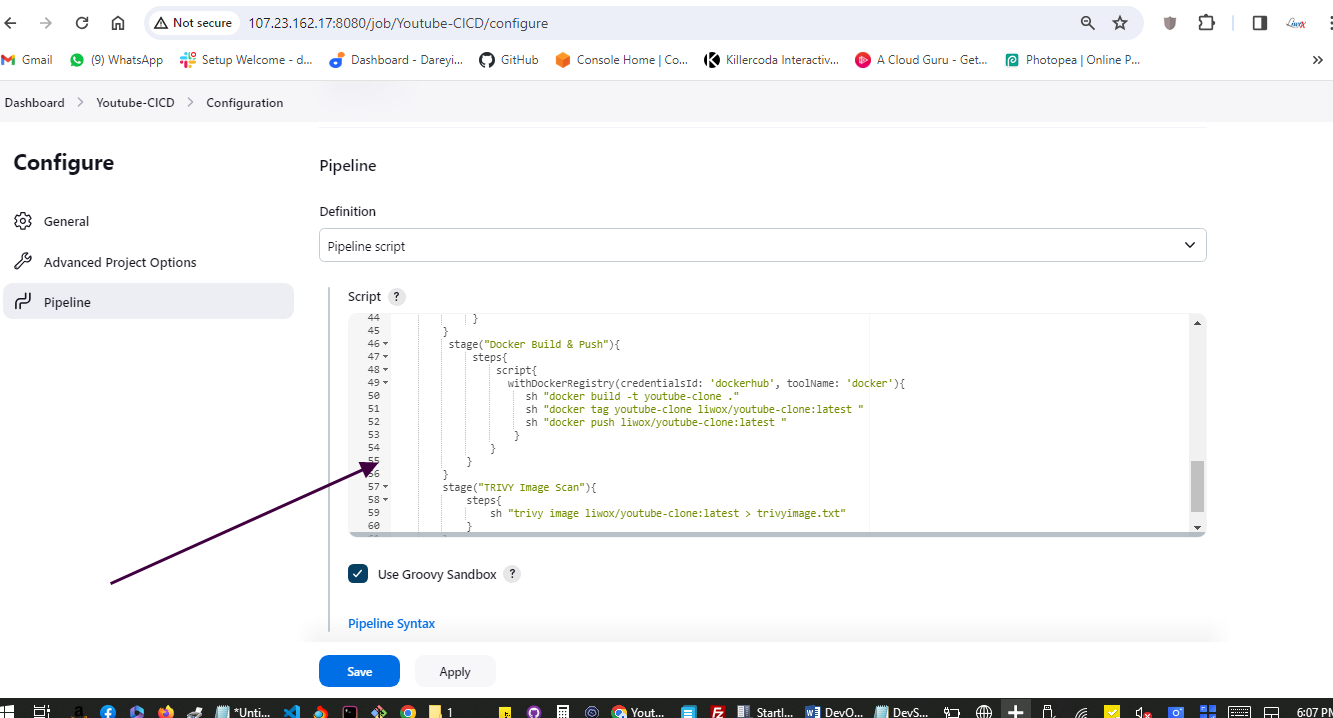 Not secure 107.23.162.17:8080/job/Youtube-CICD/configure
Gmail (9) WhatsApp Setup Welcome - d... Dashboard - Dareyi... GitHub Console Home | Co... Killercoda Interactiv... A Cloud Guru - Get... Photopea | Online P... »
Dashboard > Youtube-CICD > Configuration
Configure
General
Advanced Project Options
Pipeline
Pipeline
Definition
Pipeline script
Script ?
44 }
45 }
46 stage("Docker Build & Push"){
47 steps{
48 script{
49 withDockerRegistry(credentialsId: 'dockerhub', toolName: 'docker'){
50 sh "docker build -t youtube-clone ."
51 sh "docker tag youtube-clone liwox/youtube-clone:latest "
52 sh "docker push liwox/youtube-clone:latest "
53 }
54 }
55 }
56 }
57 stage("TRIVY Image Scan"){
58 steps{
59 sh "trivy image liwox/youtube-clone:latest > trivyimage.txt"
60 }
Use Groovy Sandbox ?
Pipeline Syntax
Save Apply
*Unti... 1 Yout... StartI... DevO... DevS... 6:07 P